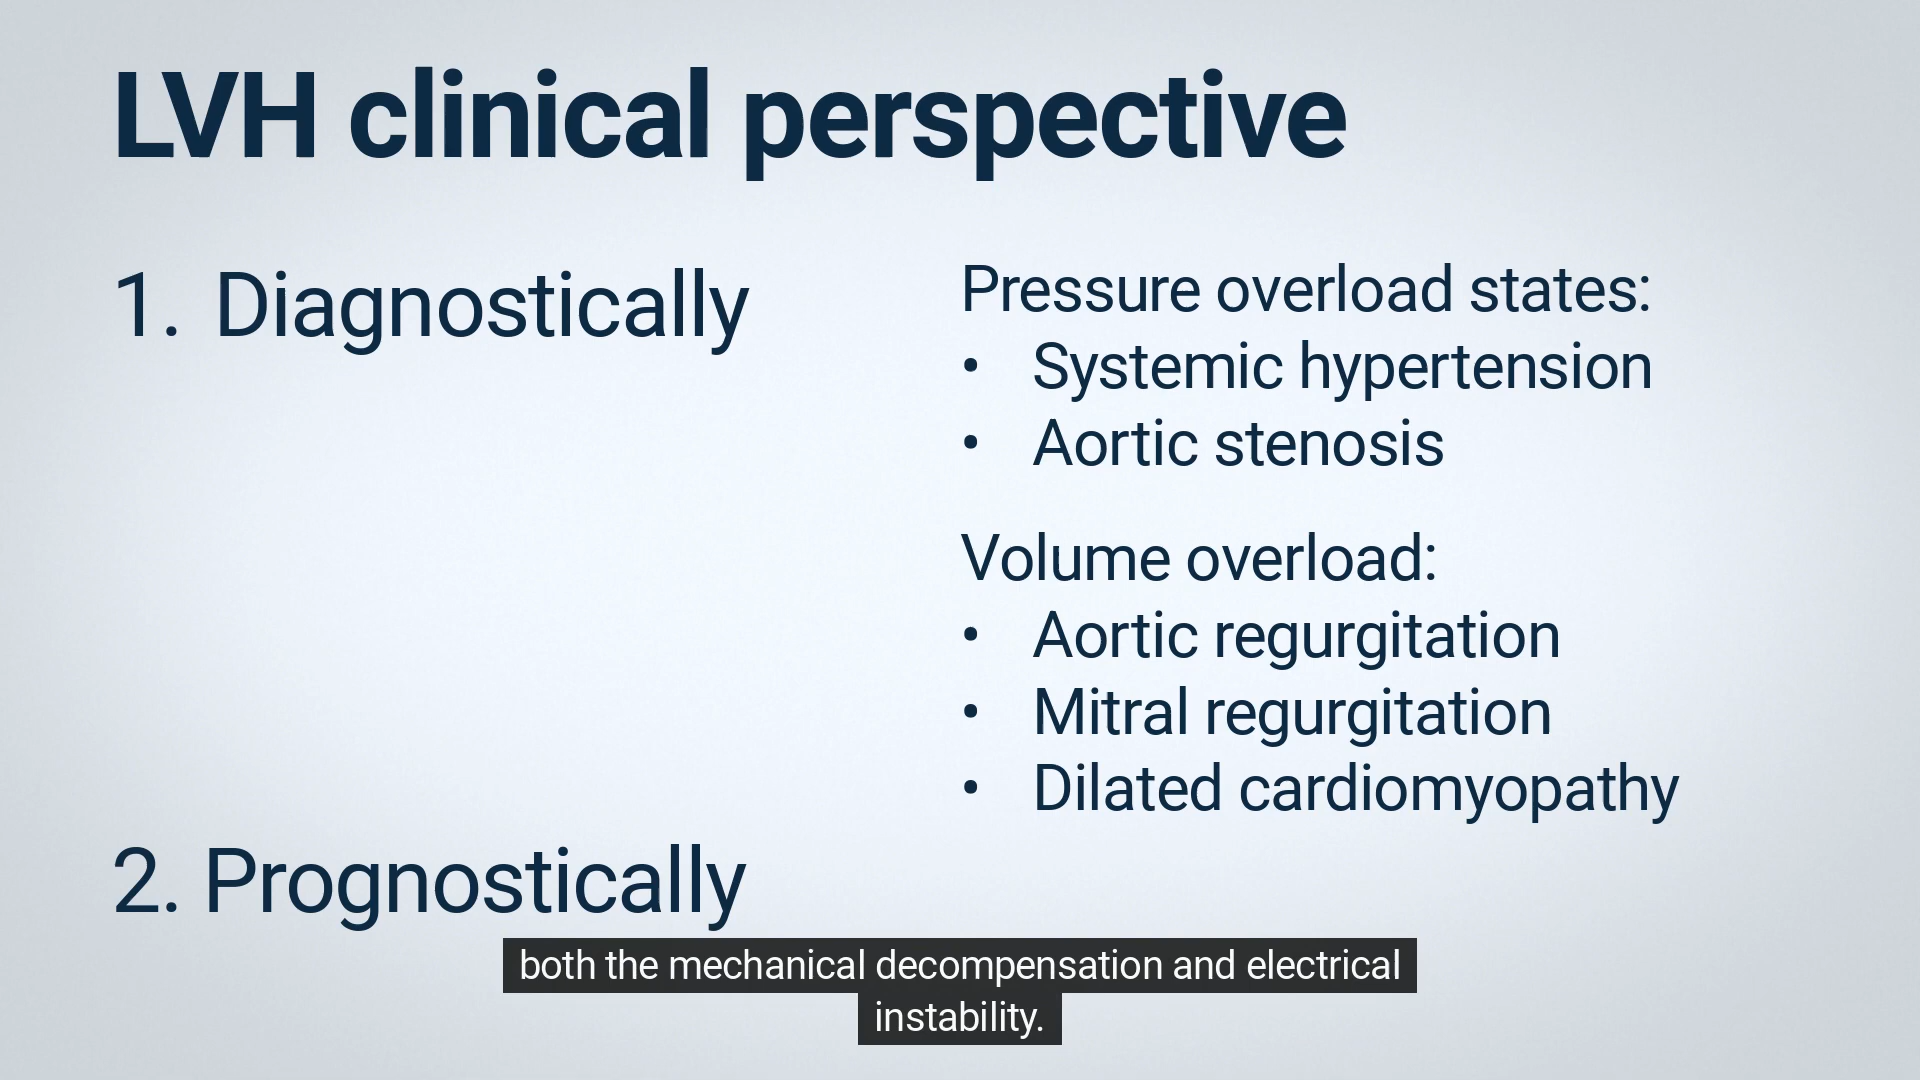 LVH clinical perspective
1. Diagnostically
Pressure overload states:
• Systemic hypertension
• Aortic stenosis
Volume overload:
• Aortic regurgitation
• Mitral regurgitation
• Dilated cardiomyopathy
2. Prognostically
both the mechanical decompensation and electrical
instability.